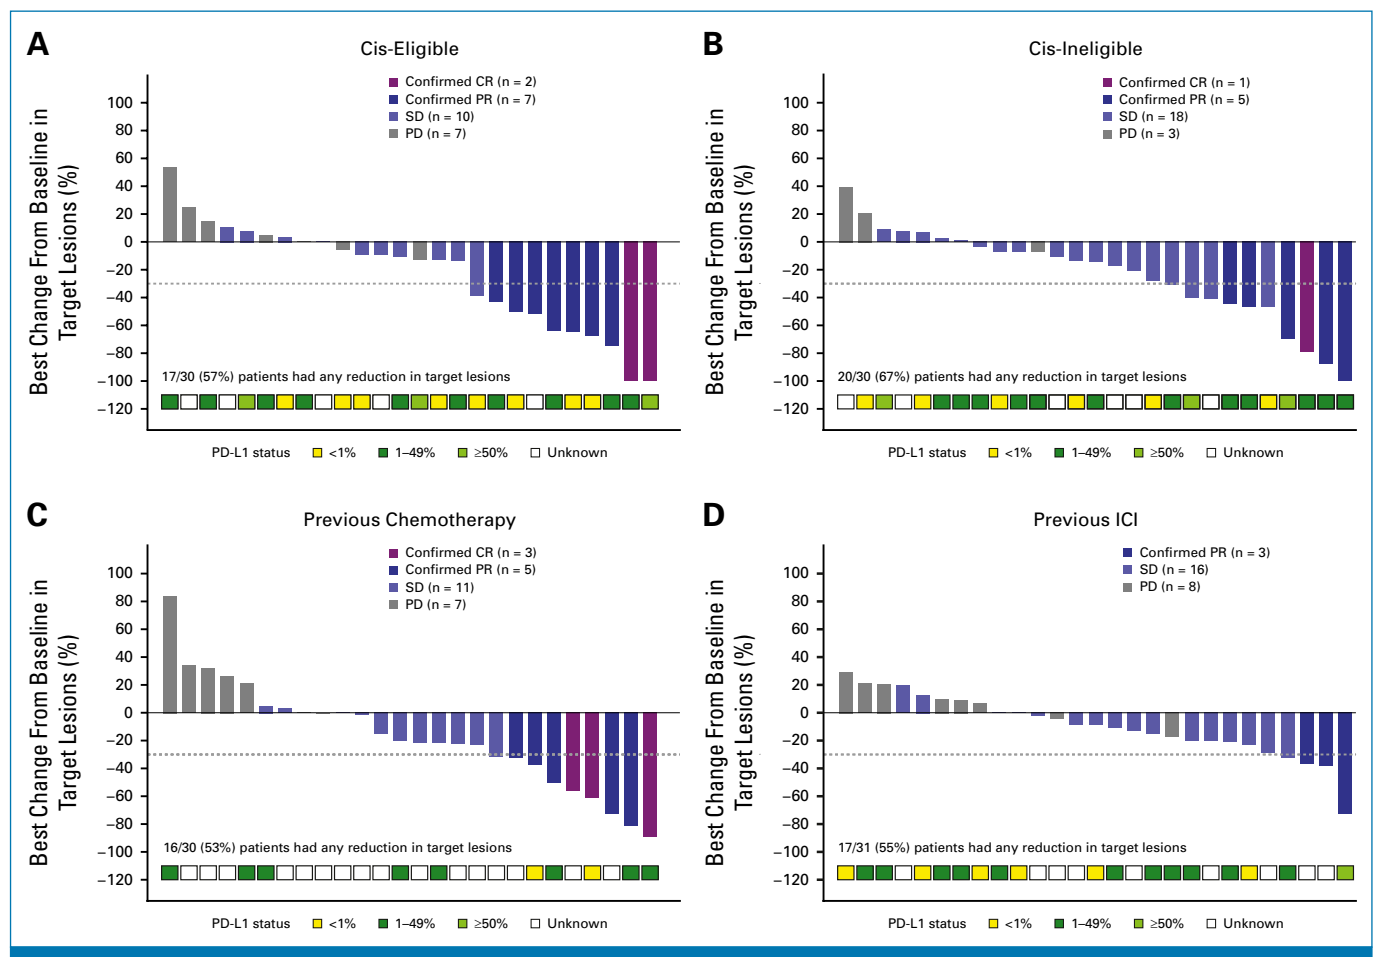 A
Cis-Eligible
Confirmed CR (n = 2)
Confirmed PR (n = 7)
SD (n = 10)
PD (n = 7)
Best Change From Baseline in
Target Lesions (%)
100
80
60
40
20
0
−20
−40
−60
−80
−100
−120
17/30 (57%) patients had any reduction in target lesions
PD-L1 status <1% 1–49% ≥50% Unknown
B
Cis-Ineligible
Confirmed CR (n = 1)
Confirmed PR (n = 5)
SD (n = 18)
PD (n = 3)
Best Change From Baseline in
Target Lesions (%)
100
80
60
40
20
0
−20
−40
−60
−80
−100
−120
20/30 (67%) patients had any reduction in target lesions
PD-L1 status <1% 1–49% ≥50% Unknown
C
Previous Chemotherapy
Confirmed CR (n = 3)
Confirmed PR (n = 5)
SD (n = 11)
PD (n = 7)
Best Change From Baseline in
Target Lesions (%)
100
80
60
40
20
0
−20
−40
−60
−80
−100
−120
16/30 (53%) patients had any reduction in target lesions
PD-L1 status <1% 1–49% ≥50% Unknown
D
Previous ICI
Confirmed PR (n = 3)
SD (n = 16)
PD (n = 8)
Best Change From Baseline in
Target Lesions (%)
100
80
60
40
20
0
−20
−40
−60
−80
−100
−120
17/31 (55%) patients had any reduction in target lesions
PD-L1 status <1% 1–49% ≥50% Unknown